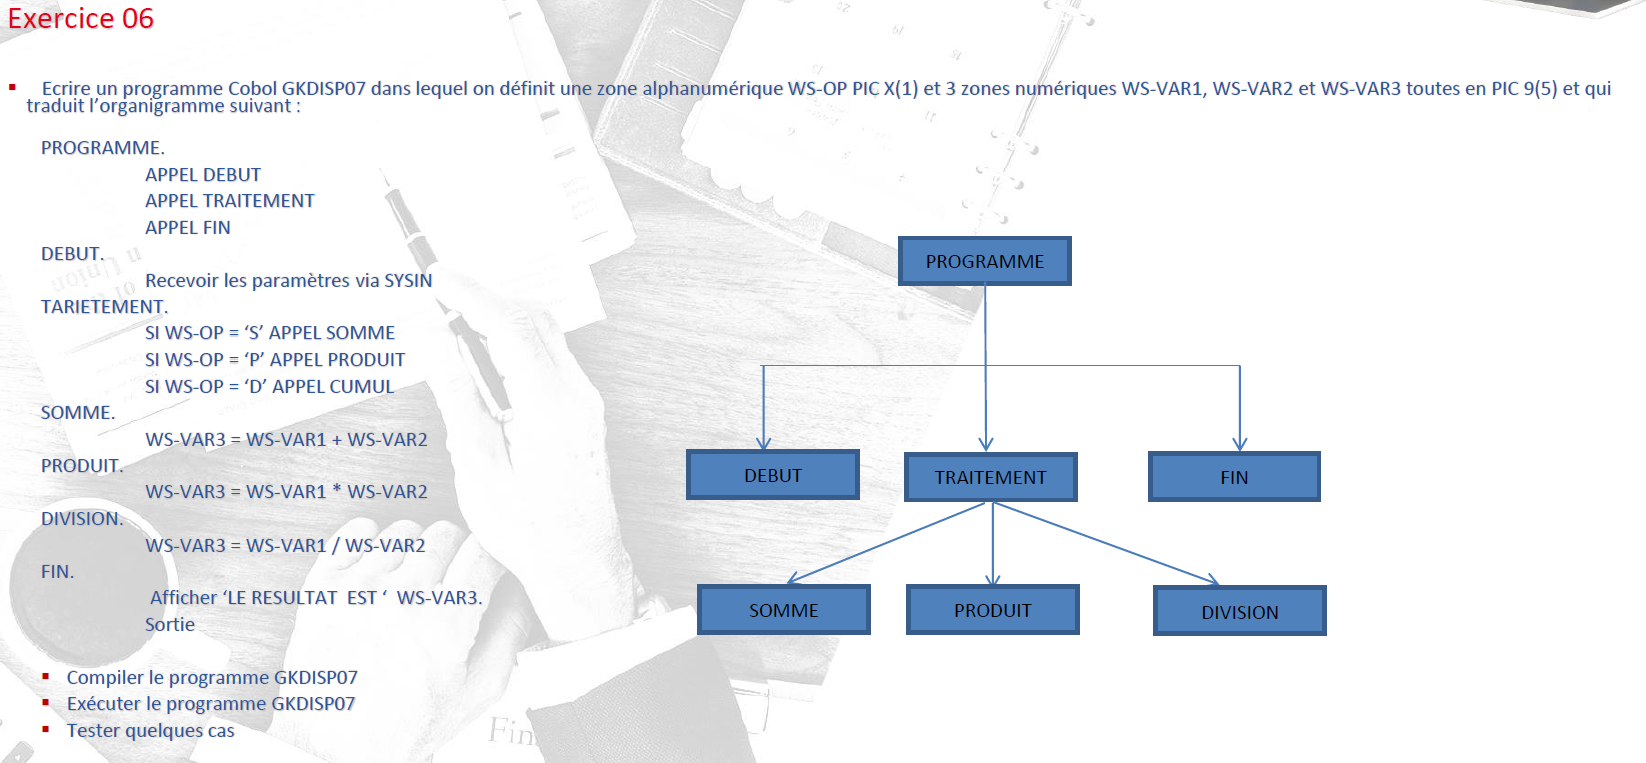 Exercice 06
▪ Ecrire un programme Cobol GKDISP07 dans lequel on définit une zone alphanumérique WS-OP PIC X(1) et 3 zones numériques WS-VAR1, WS-VAR2 et WS-VAR3 toutes en PIC 9(5) et qui
traduit l’organigramme suivant :
PROGRAMME.
APPEL DEBUT
APPEL TRAITEMENT
APPEL FIN
DEBUT.
Recevoir les paramètres via SYSIN
TARIETEMENT.
SI WS-OP = ‘S’ APPEL SOMME
SI WS-OP = ‘P’ APPEL PRODUIT
SI WS-OP = ‘D’ APPEL CUMUL
SOMME.
WS-VAR3 = WS-VAR1 + WS-VAR2
PRODUIT.
WS-VAR3 = WS-VAR1 * WS-VAR2
DIVISION.
WS-VAR3 = WS-VAR1 / WS-VAR2
FIN.
Afficher ‘LE RESULTAT EST ‘ WS-VAR3.
Sortie
▪ Compiler le programme GKDISP07
▪ Exécuter le programme GKDISP07
▪ Tester quelques cas
PROGRAMME
DEBUT
TRAITEMENT
FIN
SOMME
PRODUIT
DIVISION